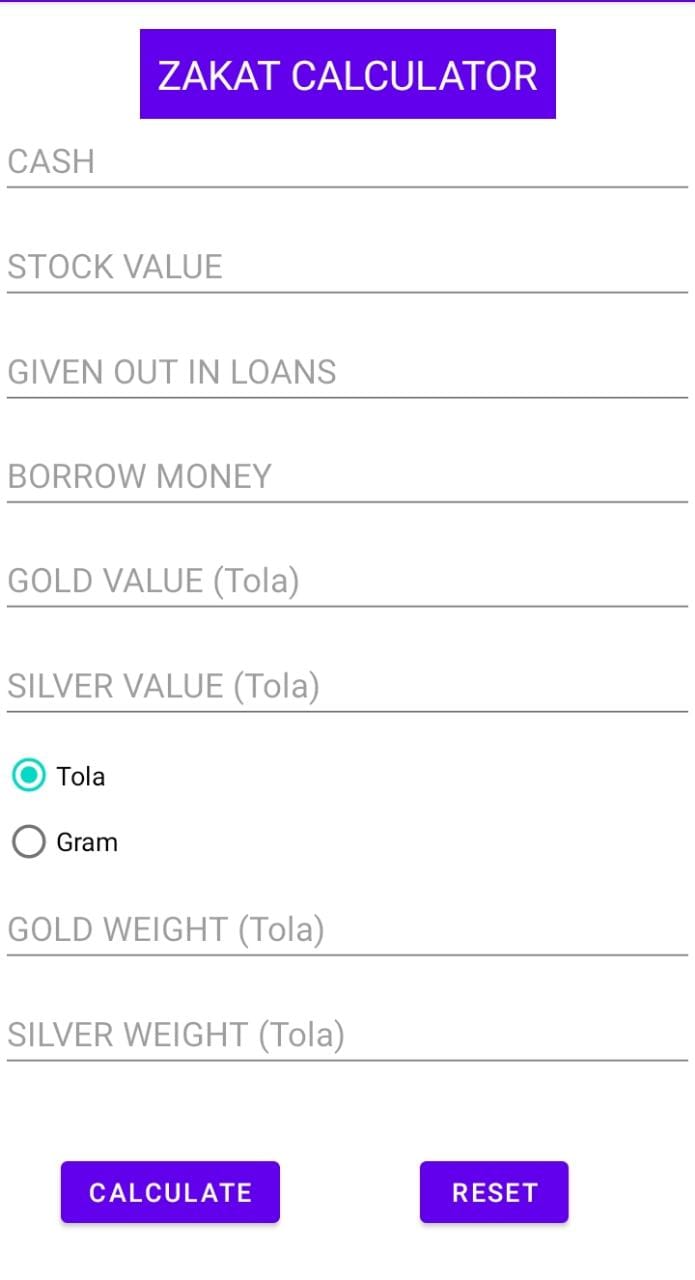 ZAKAT CALCULATOR
CASH
STOCK VALUE
GIVEN OUT IN LOANS
BORROW MONEY
GOLD VALUE (Tola)
SILVER VALUE (Tola)
Tola
Gram
GOLD WEIGHT (Tola)
SILVER WEIGHT (Tola)
CALCULATE RESET